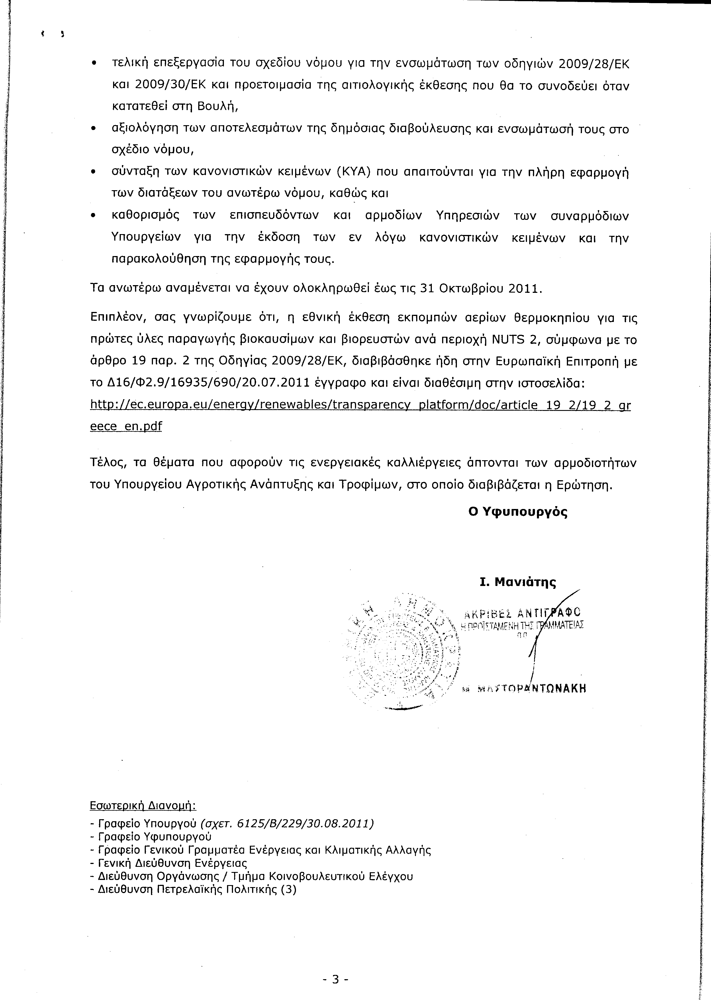 • τελική επεξεργασία του σχεδίου νόμου για την ενσωμάτωση των οδηγιών 2009/28/ΕΚ
και 2009/30/ΕΚ και προετοιμασία της αιτιολογικής έκθεσης που θα το συνοδεύει όταν
κατατεθεί στη Βουλή,
• αξιολόγηση των αποτελεσμάτων της δημόσιας διαβούλευσης και ενσωμάτωσή τους στο
σχέδιο νόμου,
• σύνταξη των κανονιστικών κειμένων (ΚΥΑ) που απαιτούνται για την πλήρη εφαρμογή
των διατάξεων του ανωτέρω νόμου, καθώς και
• καθορισμός των επισπευδόντων και αρμοδίων Υπηρεσιών των συναρμόδιων
Υπουργείων για την έκδοση των εν λόγω κανονιστικών κειμένων και την
παρακολούθηση της εφαρμογής τους.
Τα ανωτέρω αναμένεται να έχουν ολοκληρωθεί έως τις 31 Οκτωβρίου 2011.
Επιπλέον, σας γνωρίζουμε ότι, η εθνική έκθεση εκπομπών αερίων θερμοκηπίου για τις
πρώτες ύλες παραγωγής βιοκαυσίμων και βιορευστών ανά περιοχή NUTS 2, σύμφωνα με το
άρθρο 19 παρ. 2 της Οδηγίας 2009/28/ΕΚ, διαβιβάσθηκε ήδη στην Ευρωπαϊκή Επιτροπή με
το Δ16/Φ2.9/16935/690/20.07.2011 έγγραφο και είναι διαθέσιμη στην ιστοσελίδα:
http://ec.europa.eu/energy/renewables/transparency_platform/doc/article_19_2/19_2_gr
eece_en.pdf
Τέλος, τα θέματα που αφορούν τις ενεργειακές καλλιέργειες άπτονται των αρμοδιοτήτων
του Υπουργείου Αγροτικής Ανάπτυξης και Τροφίμων, στο οποίο διαβιβάζεται η Ερώτηση.
Ο Υφυπουργός
Ι. Μανιάτης
ΑΚΡΙΒΕΣ ΑΝΤΙΓΡΑΦΟ
Η ΠΡΟΪΣΤΑΜΕΝΗ ΤΗΣ ΓΡΑΜΜΑΤΕΙΑΣ
ΜΑΣΤΟΡΑΝΤΩΝΑΚΗ
Εσωτερική Διανομή:
- Γραφείο Υπουργού (σχετ. 6125/Β/229/30.08.2011)
- Γραφείο Υφυπουργού
- Γραφείο Γενικού Γραμματέα Ενέργειας και Κλιματικής Αλλαγής
- Γενική Διεύθυνση Ενέργειας
- Διεύθυνση Οργάνωσης / Τμήμα Κοινοβουλευτικού Ελέγχου
- Διεύθυνση Πετρελαϊκής Πολιτικής (3)
- 3 -